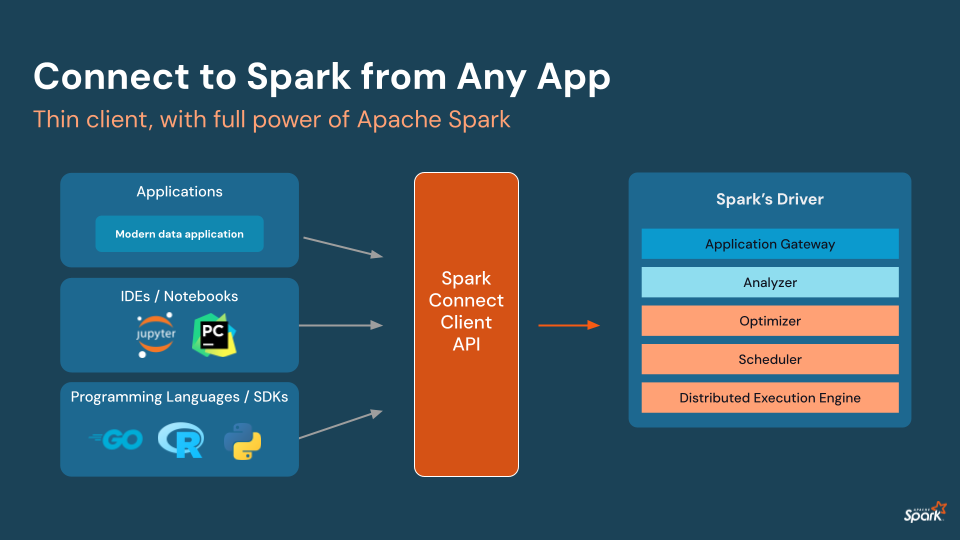 Connect to Spark from Any App
Thin client, with full power of Apache Spark
Applications
Modern data application
IDEs / Notebooks
jupyter
PC
Programming Languages / SDKs
GO
R
Spark
Connect
Client
API
Spark’s Driver
Application Gateway
Analyzer
Optimizer
Scheduler
Distributed Execution Engine
APACHE
Spark